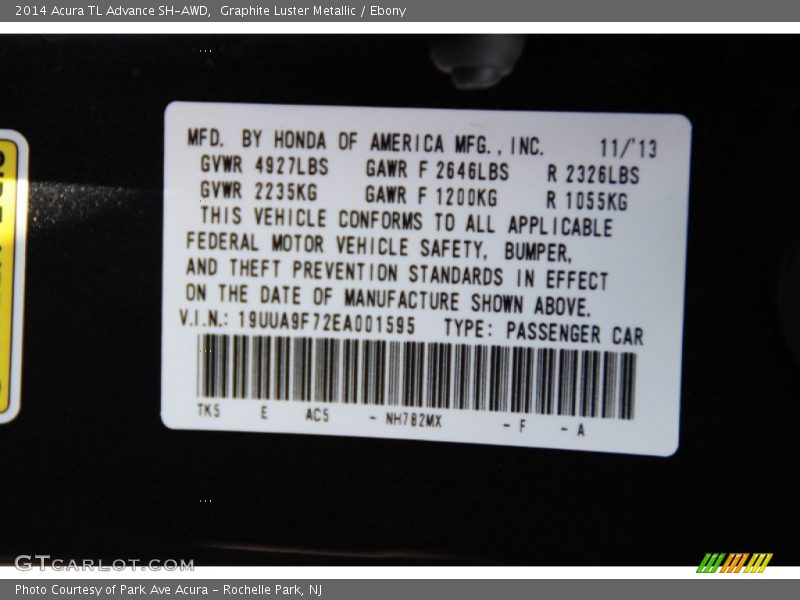 2014 Acura TL Advance SH-AWD, Graphite Luster Metallic / Ebony
MFD. BY HONDA OF AMERICA MFG., INC. 11/'13
GVWR 4927LBS GAWR F 2646LBS R 2326LBS
GVWR 2235KG GAWR F 1200KG R 1055KG
THIS VEHICLE CONFORMS TO ALL APPLICABLE
FEDERAL MOTOR VEHICLE SAFETY, BUMPER,
AND THEFT PREVENTION STANDARDS IN EFFECT
ON THE DATE OF MANUFACTURE SHOWN ABOVE.
V.I.N.: 19UUA9F72EA001595 TYPE: PASSENGER CAR
TK5 E AC5 - NH782MX - F - A
GTCARLOT.COM
Photo Courtesy of Park Ave Acura - Rochelle Park, NJ